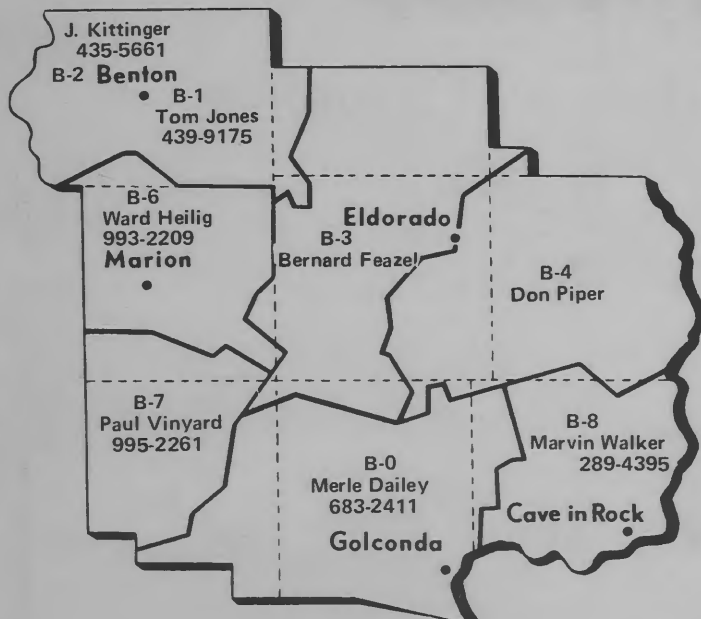 J. Kittinger
435-5661
B-2 Benton
B-1
Tom Jones
439-9175
B-6
Ward Heilig
993-2209
Marion
Eldorado
B-3
Bernard Feazel
B-4
Don Piper
B-7
Paul Vinyard
995-2261
B-8
Marvin Walker
289-4395
B-0
Merle Dailey
683-2411
Cave in Rock
Golconda